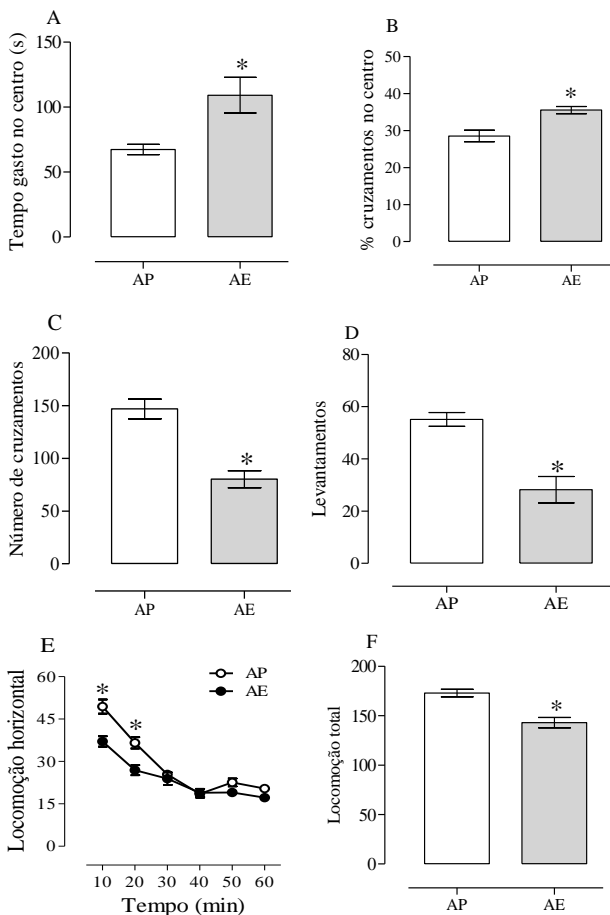 A
Tempo gasto no centro (s)
150
100
50
0
*
AP
AE
B
% cruzamentos no centro
50
40
30
20
10
0
*
AP
AE
C
Número de cruzamentos
200
150
100
50
0
*
AP
AE
D
Levantamentos
80
60
40
20
0
*
AP
AE
E
Locomoção horizontal
60
45
30
15
0
*
*
AP
AE
10 20 30 40 50 60
Tempo (min)
F
Locomoção total
200
150
100
50
0
*
AP
AE